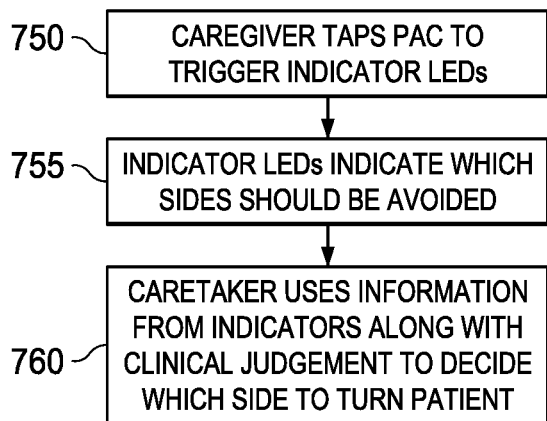 750
CAREGIVER TAPS PAC TO
TRIGGER INDICATOR LEDs
755
INDICATOR LEDs INDICATE WHICH
SIDES SHOULD BE AVOIDED
760
CARETAKER USES INFORMATION
FROM INDICATORS ALONG WITH
CLINICAL JUDGEMENT TO DECIDE
WHICH SIDE TO TURN PATIENT